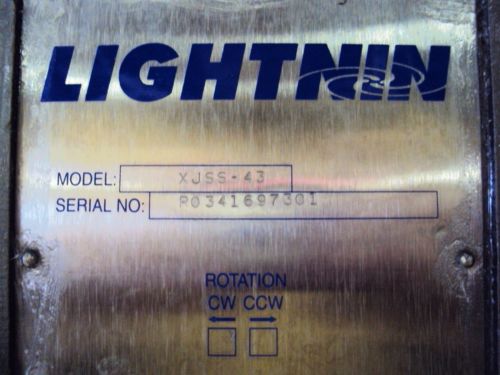 LIGHTNIN
MODEL: XJSS-43
SERIAL NO: P0341697301
ROTATION
CW CCW